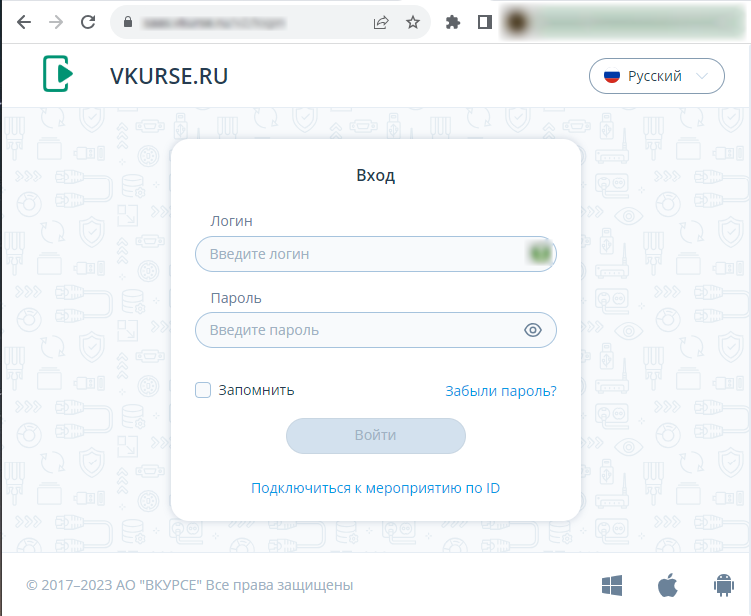 VKURSE.RU
Русский
Вход
Логин
Введите логин
Пароль
Введите пароль
Запомнить
Забыли пароль?
Войти
Подключиться к мероприятию по ID
© 2017–2023 АО "ВКУРСЕ" Все права защищены